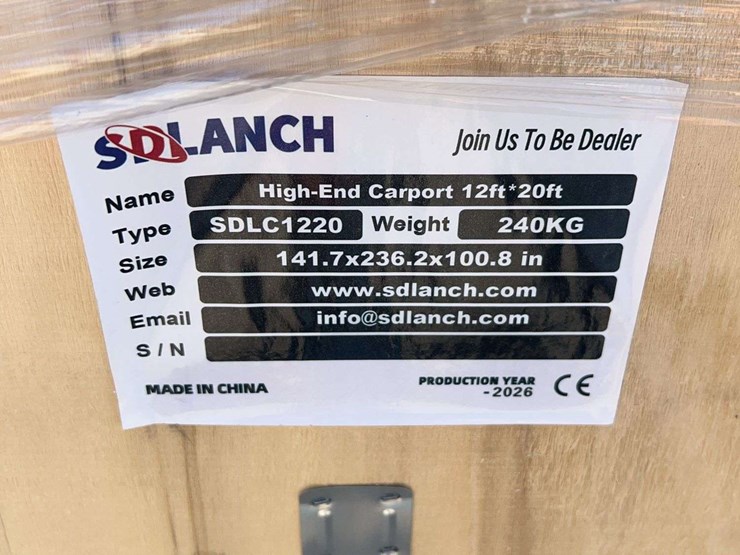 SDLANCH
Join Us To Be Dealer
Name High-End Carport 12ft*20ft
Type SDLC1220 Weight 240KG
Size 141.7x236.2x100.8 in
Web www.sdlanch.com
Email info@sdlanch.com
S/N
MADE IN CHINA
PRODUCTION YEAR
-2026
CE